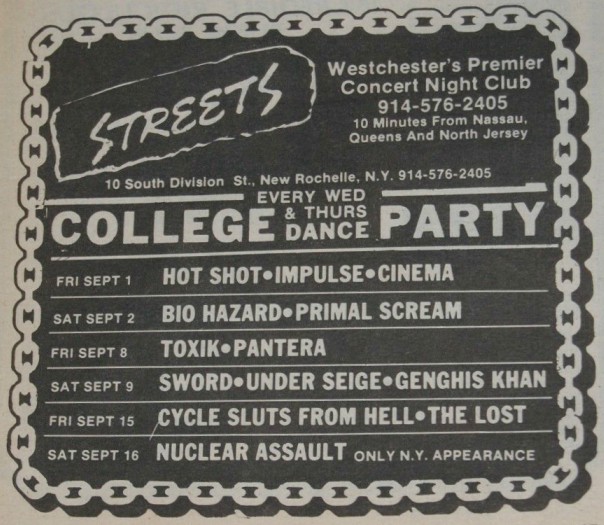 STREETS
Westchester's Premier
Concert Night Club
914-576-2405
10 Minutes From Nassau,
Queens And North Jersey
10 South Division St., New Rochelle, N.Y. 914-576-2405
EVERY WED
COLLEGE & THURS DANCE PARTY
FRI SEPT 1 HOT SHOT•IMPULSE•CINEMA
SAT SEPT 2 BIO HAZARD•PRIMAL SCREAM
FRI SEPT 8 TOXIK•PANTERA
SAT SEPT 9 SWORD•UNDER SEIGE•GENGHIS KHAN
FRI SEPT 15 CYCLE SLUTS FROM HELL•THE LOST
SAT SEPT 16 NUCLEAR ASSAULT ONLY N.Y. APPEARANCE